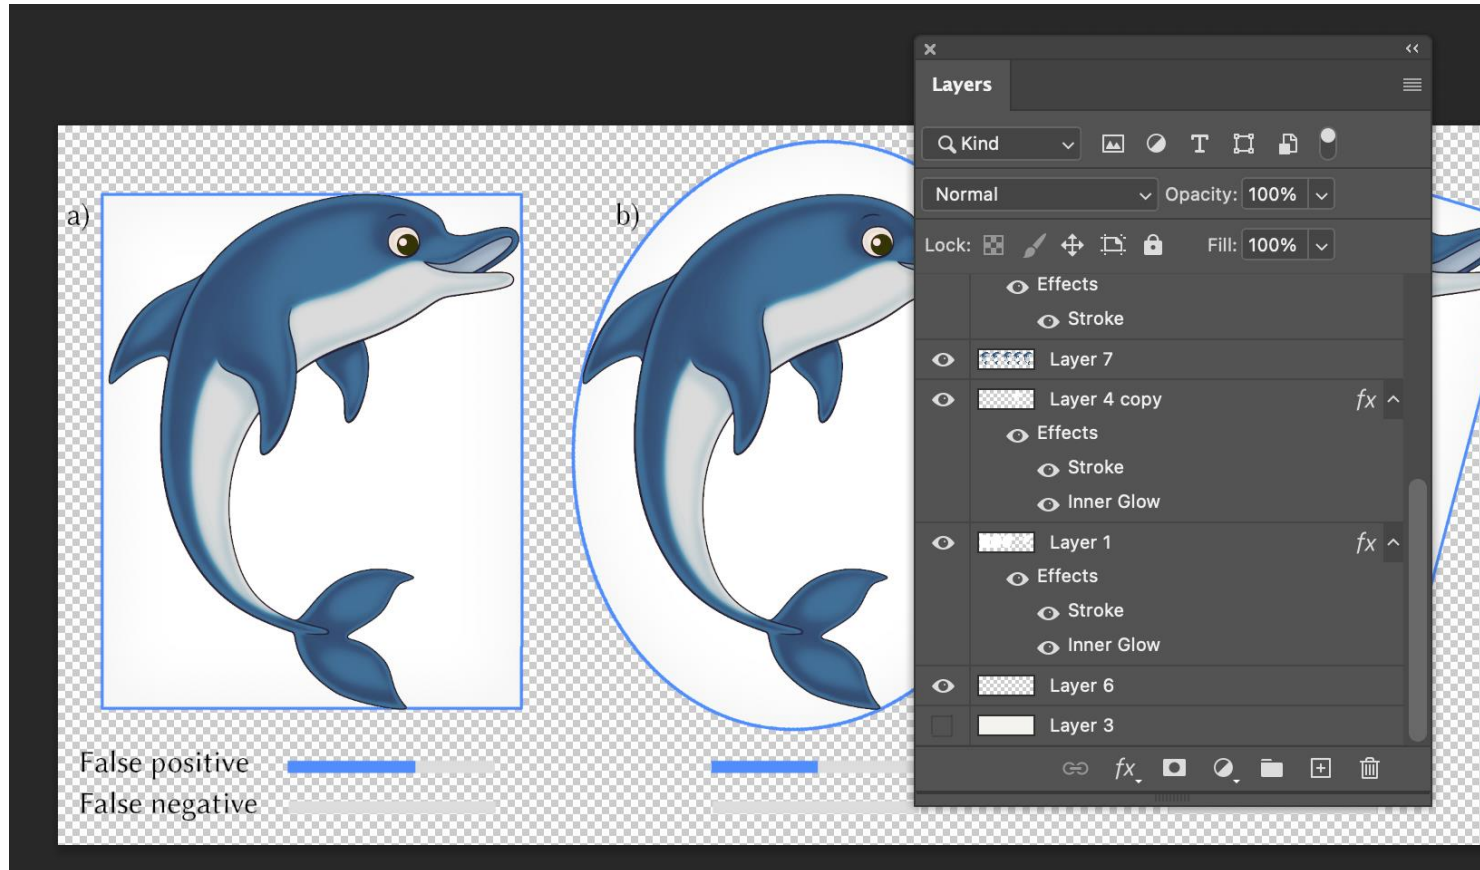 Layers
Kind
Normal Opacity: 100%
Lock: Fill: 100%
Effects
Stroke
Layer 7
Layer 4 copy fx
Effects
Stroke
Inner Glow
Layer 1 fx
Effects
Stroke
Inner Glow
Layer 6
Layer 3
fx
a)
b)
False positive
False negative